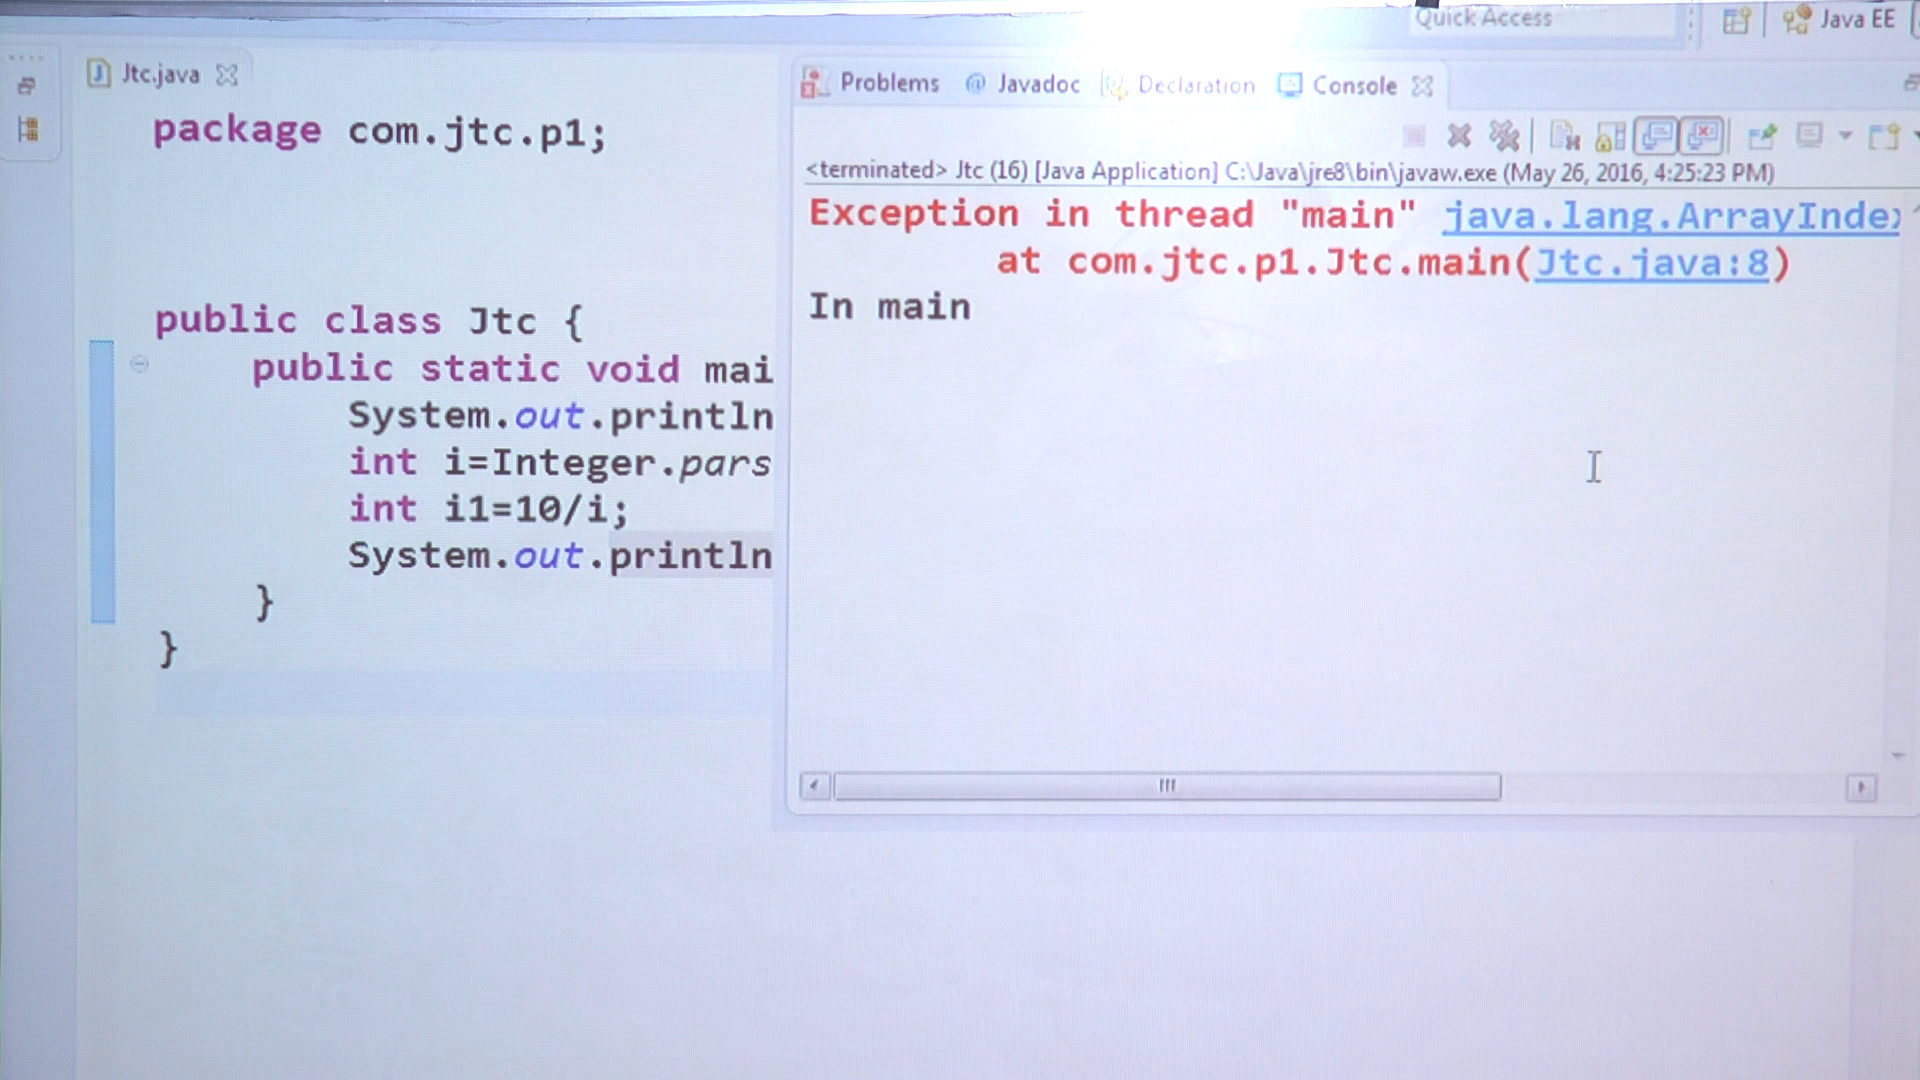 Quick Access
Java EE
Jtc.java
Problems
@ Javadoc
Declaration
Console
package com.jtc.p1;
<terminated> Jtc (16) [Java Application] C:\Java\jre8\bin\javaw.exe (May 26, 2016, 4:25:23 PM)
Exception in thread "main" java.lang.ArrayIndex
at com.jtc.p1.Jtc.main(Jtc.java:8)
In main
public class Jtc {
public static void mai
System.out.println
int i=Integer.pars
int i1=10/i;
System.out.println
}
}